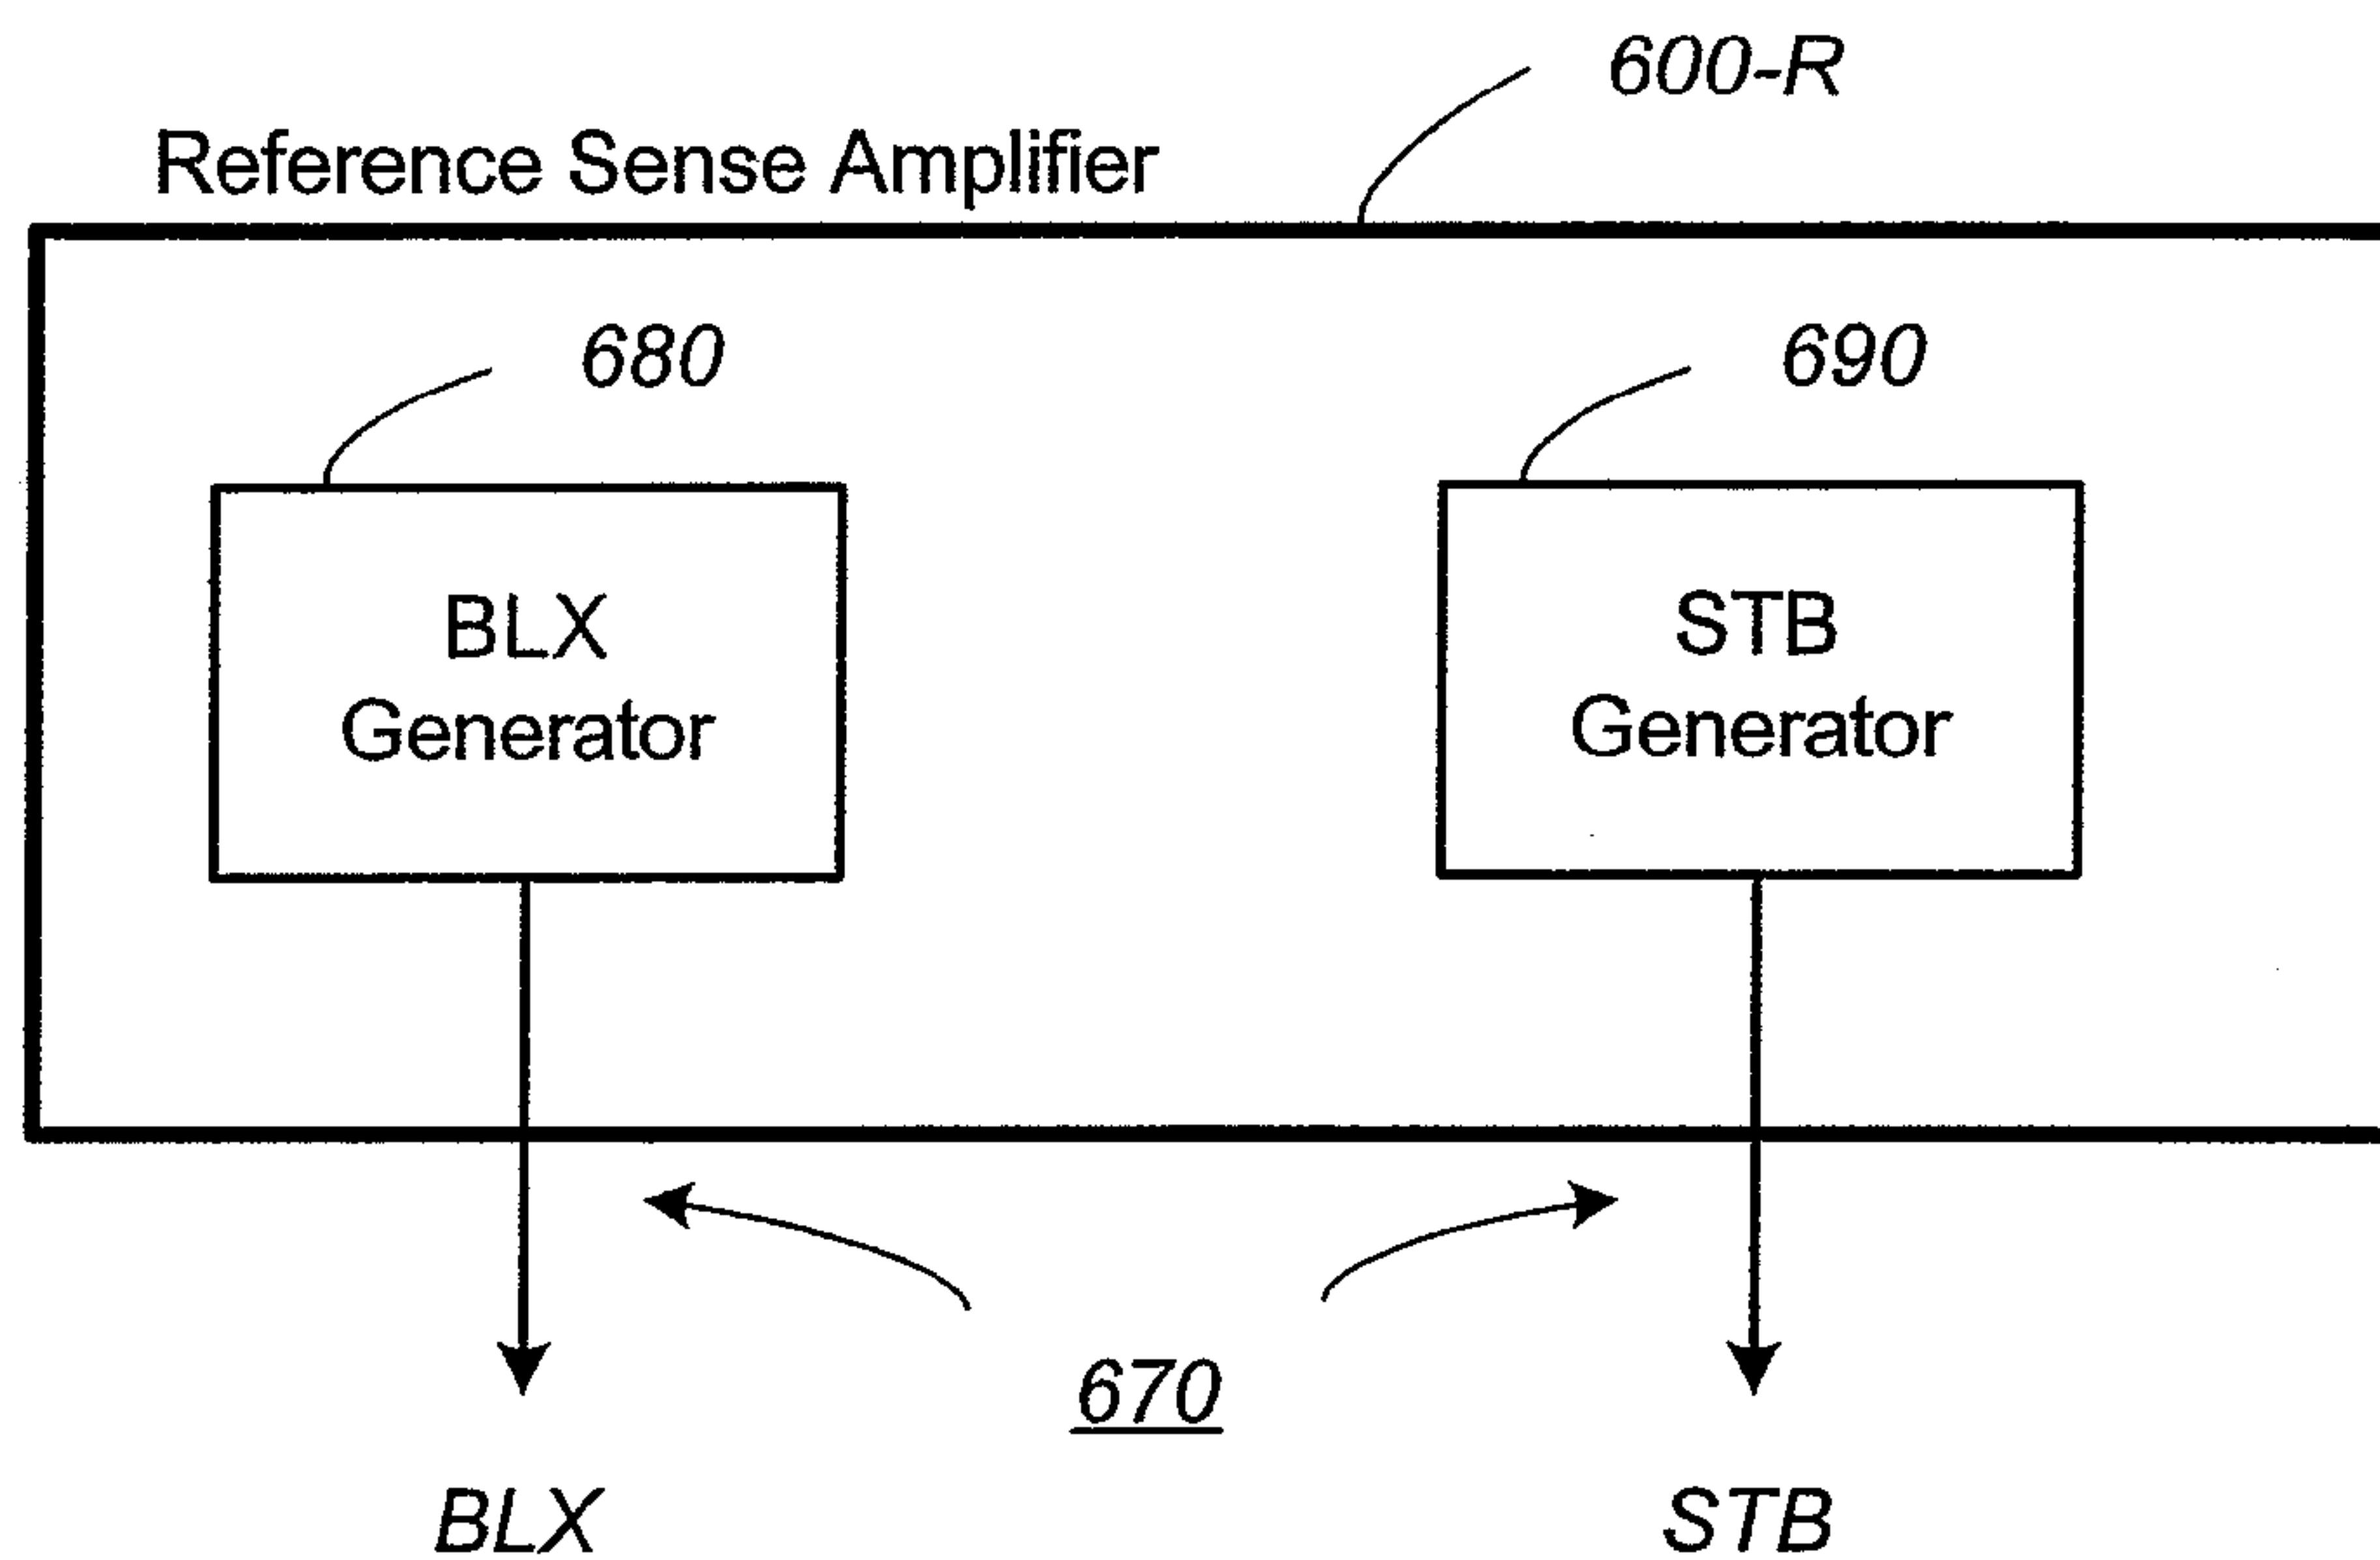 600-R
Reference Sense Amplifier
680
690
BLX
Generator
STB
Generator
670
BLX
STB